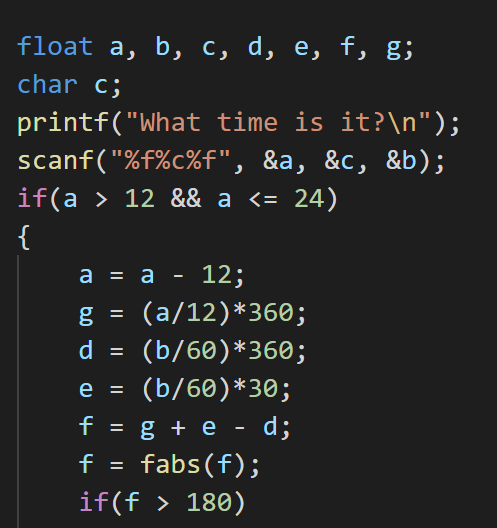 float a, b, c, d, e, f, g;
char c;
printf("What time is it?\n");
scanf("%f%c%f", &a, &c, &b);
if(a > 12 && a <= 24)
{
    a = a - 12;
    g = (a/12)*360;
    d = (b/60)*360;
    e = (b/60)*30;
    f = g + e - d;
    f = fabs(f);
    if(f > 180)